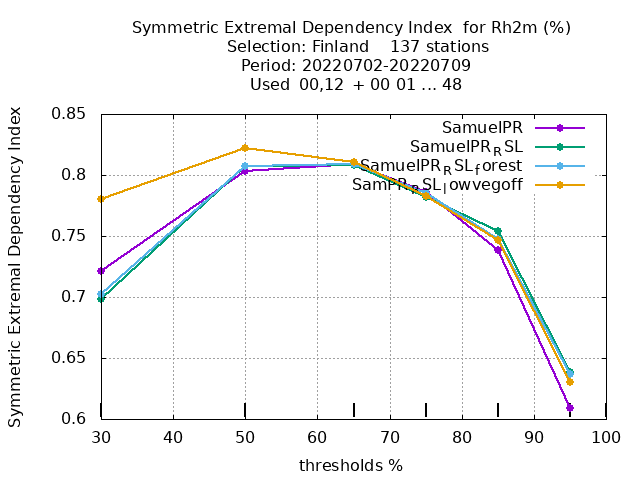 Symmetric Extremal Dependency Index  for Rh2m (%)
Selection: Finland    137 stations
Period: 20220702-20220709
Used  00,12  + 00 01 ... 48
Symmetric Extremal Dependency Index
0.85
0.8
0.75
0.7
0.65
0.6
SamuelPR
SamuelPR_RSL
SamuelPR_RSL_forest
SamPR_RSL_lowvegoff
30 40 50 60 70 80 90 100
thresholds %